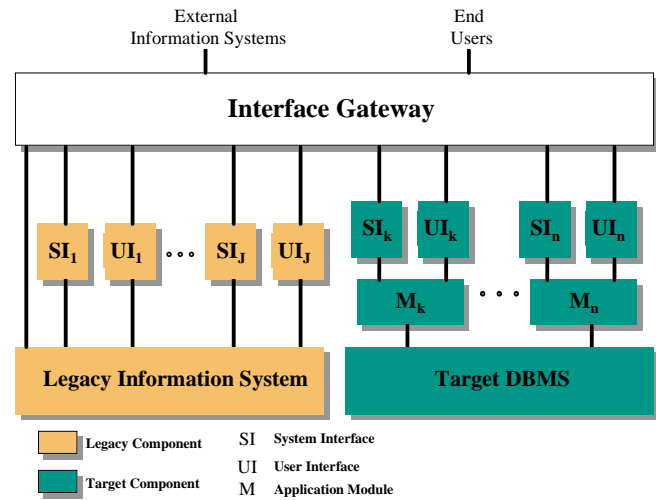 External
Information Systems
End
Users
Interface Gateway
SI1 UI1 SIJ UIJ
SIk UIk SIn UIn
Mk Mn
Legacy Information System
Target DBMS
Legacy Component
SI System Interface
UI User Interface
Target Component
M Application Module